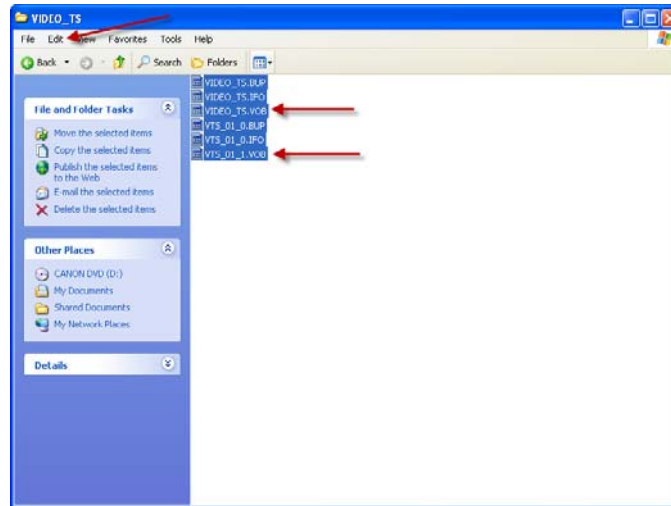 VIDEO_TS
File Edit View Favorites Tools Help
Back Search Folders
File and Folder Tasks
Move the selected items
Copy the selected items
Publish the selected items
to the Web
E-mail the selected items
Delete the selected items
Other Places
CANON DVD (D:)
My Documents
Shared Documents
My Network Places
Details
VIDEO_TS.BUP
VIDEO_TS.IFO
VIDEO_TS.VOB
VTS_01_0.BUP
VTS_01_0.IFO
VTS_01_1.VOB